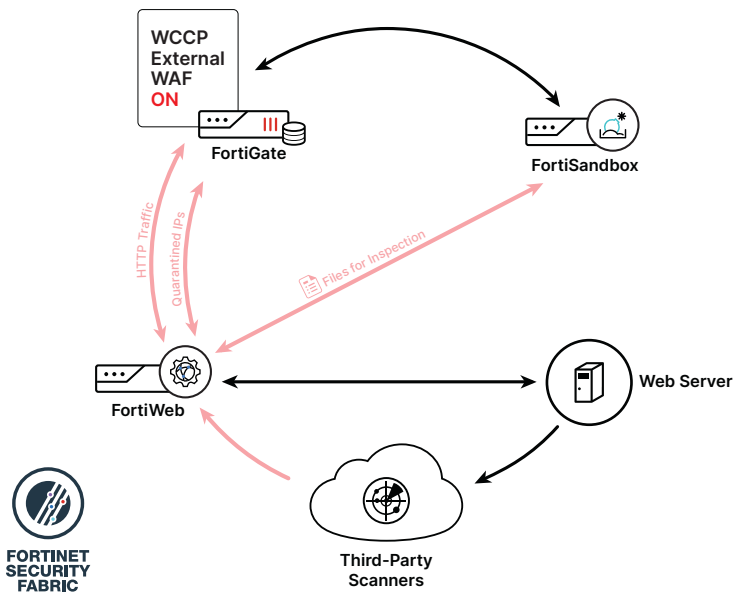 WCCP
External
WAF
ON
FortiGate
FortiSandbox
HTTP Traffic
Quarantined IPs
Files for Inspection
FortiWeb
Web Server
Third-Party
Scanners
FORTINET
SECURITY
FABRIC